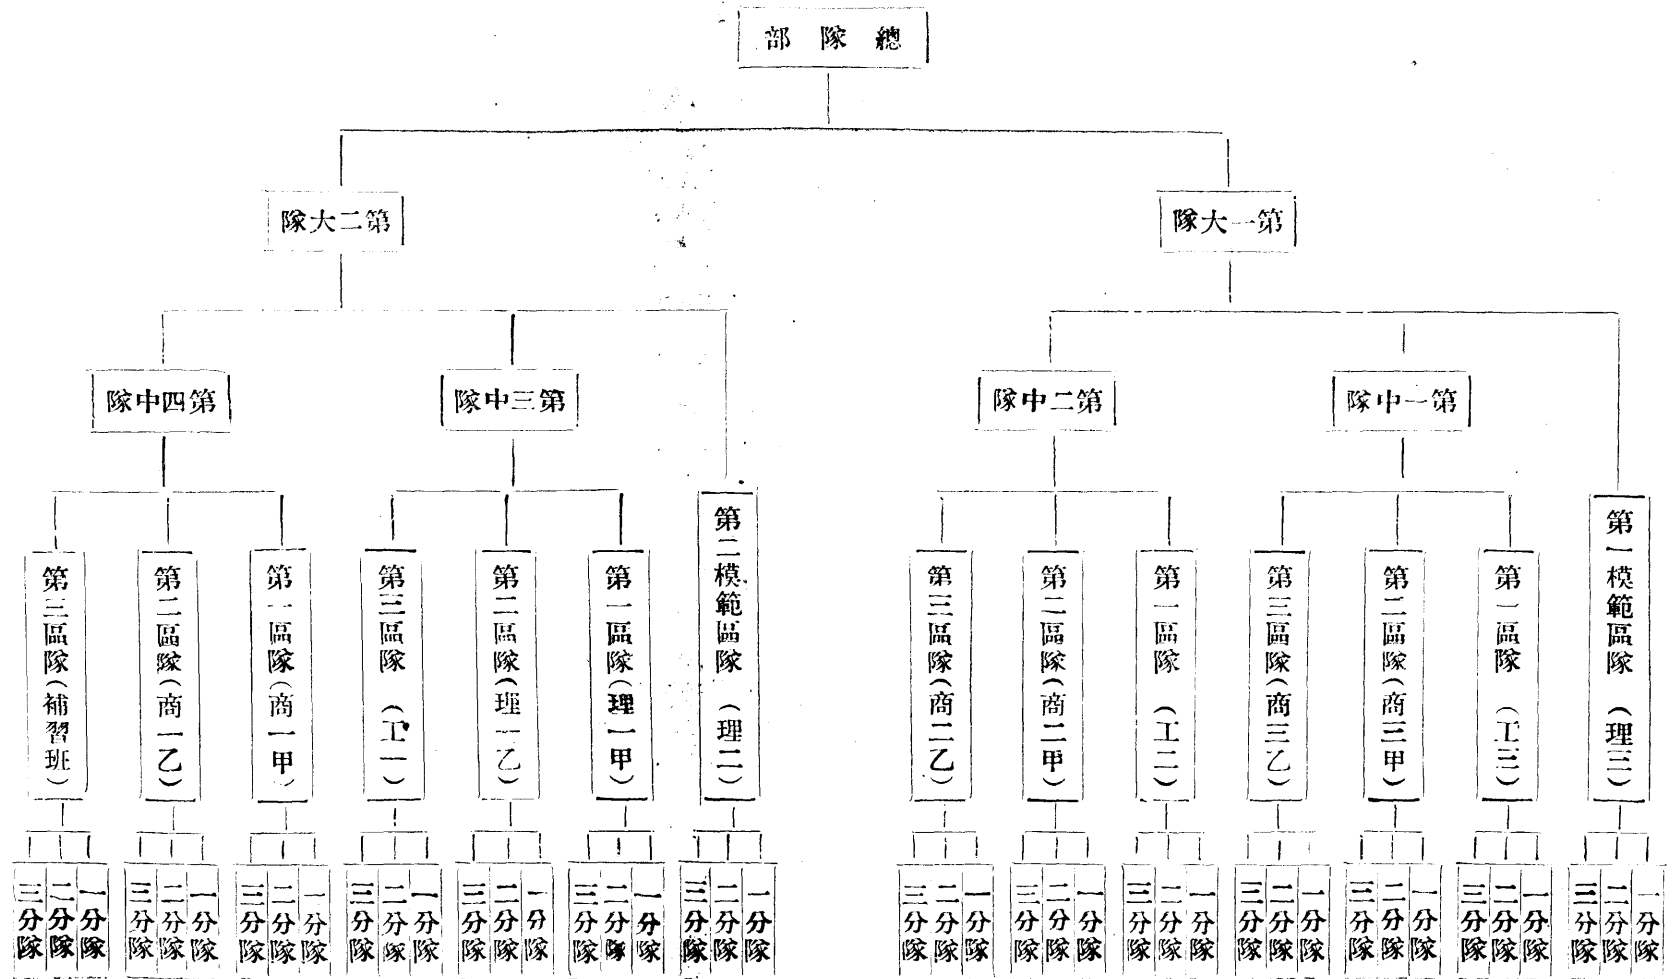 總隊部
第一大隊
第二大隊
第一中隊
第二中隊
第三中隊
第四中隊
第一模範區隊（理三）
第一區隊（工三）
第二區隊（商三甲）
第三區隊（商三乙）
第一區隊（工二）
第二區隊（商二甲）
第三區隊（商二乙）
第二模範區隊（理二）
第一區隊（理一甲）
第二區隊（理一乙）
第三區隊（工一）
第一區隊（商一甲）
第二區隊（商一乙）
第三區隊（補習班）
一分隊
二分隊
三分隊
一分隊
二分隊
三分隊
一分隊
二分隊
三分隊
一分隊
二分隊
三分隊
一分隊
二分隊
三分隊
一分隊
二分隊
三分隊
一分隊
二分隊
三分隊
一分隊
二分隊
三分隊
一分隊
二分隊
三分隊
一分隊
二分隊
三分隊
一分隊
二分隊
三分隊
一分隊
二分隊
三分隊
一分隊
二分隊
三分隊
一分隊
二分隊
三分隊